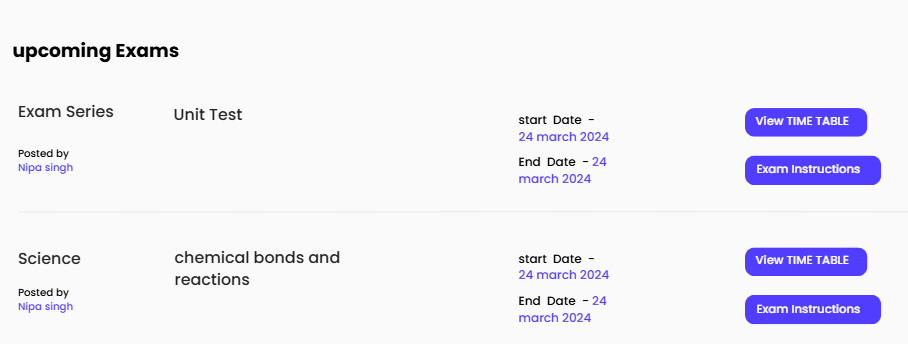 upcoming Exams
Exam Series
Unit Test
start Date -
24 march 2024
View TIME TABLE
Posted by
Nipa singh
End Date - 24
march 2024
Exam Instructions
Science
chemical bonds and
reactions
start Date -
24 march 2024
View TIME TABLE
Posted by
Nipa singh
End Date - 24
march 2024
Exam Instructions